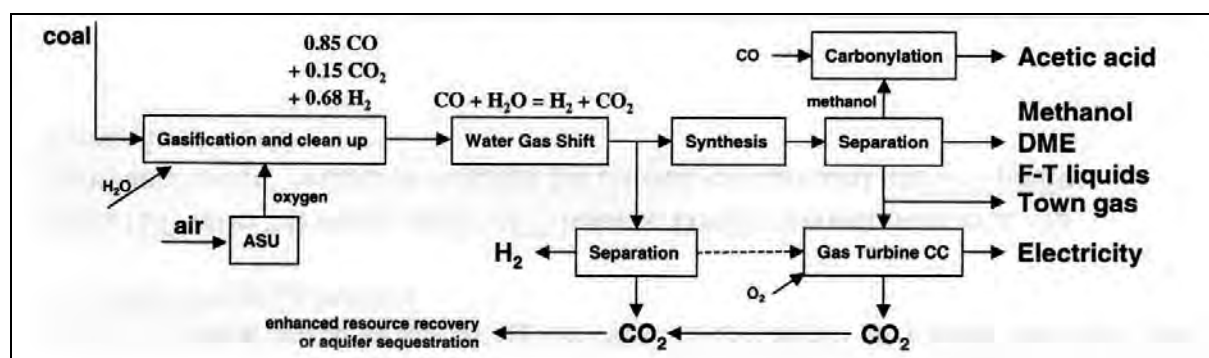 coal
0.85 CO
+ 0.15 CO₂
+ 0.68 H₂
CO + H₂O = H₂ + CO₂
CO
Carbonylation
Acetic acid
methanol
Gasification and clean up
Water Gas Shift
Synthesis
Separation
Methanol
DME
F-T liquids
Town gas
H₂O
oxygen
air
ASU
H₂
Separation
Gas Turbine CC
Electricity
O₂
enhanced resource recovery
or aquifer sequestration
CO₂
CO₂